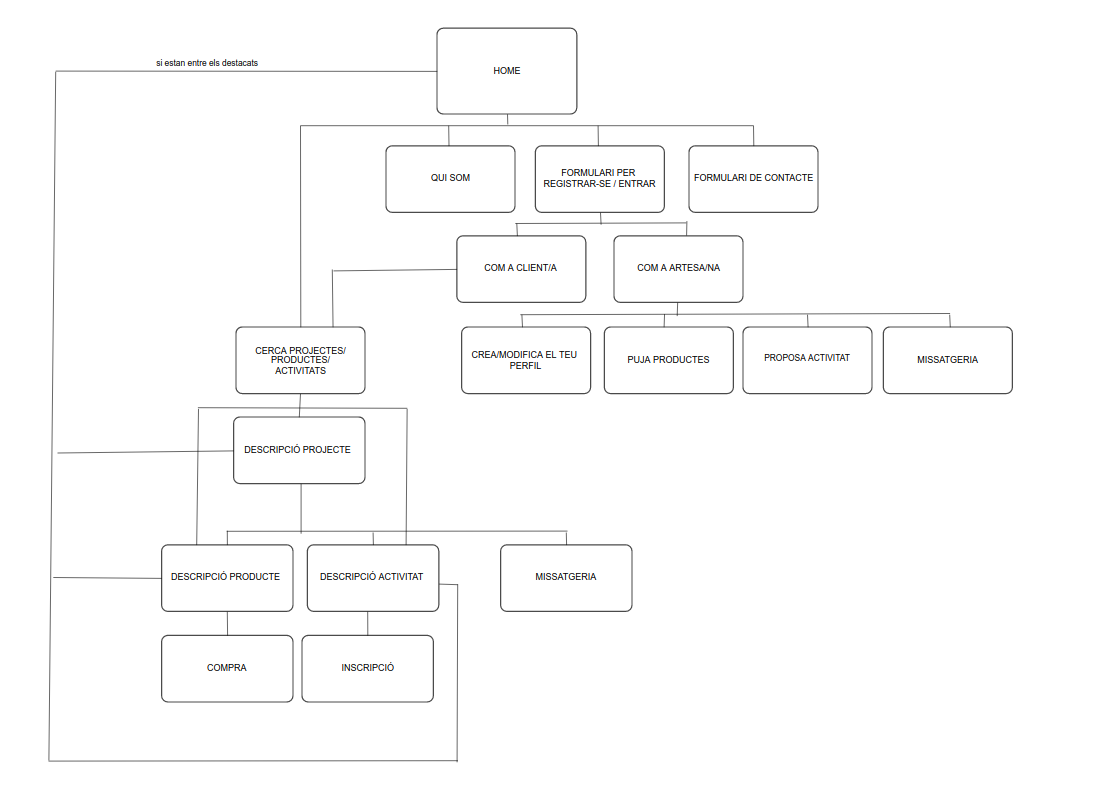 si estan entre els destacats
HOME
QUI SOM
FORMULARI PER
REGISTRAR-SE / ENTRAR
FORMULARI DE CONTACTE
COM A CLIENT/A
COM A ARTESA/NA
CERCA PROJECTES/
PRODUCTES/
ACTIVITATS
CREA/MODIFICA EL TEU
PERFIL
PUJA PRODUCTES
PROPOSA ACTIVITAT
MISSATGERIA
DESCRIPCIÓ PROJECTE
DESCRIPCIÓ PRODUCTE
DESCRIPCIÓ ACTIVITAT
MISSATGERIA
COMPRA
INSCRIPCIÓ